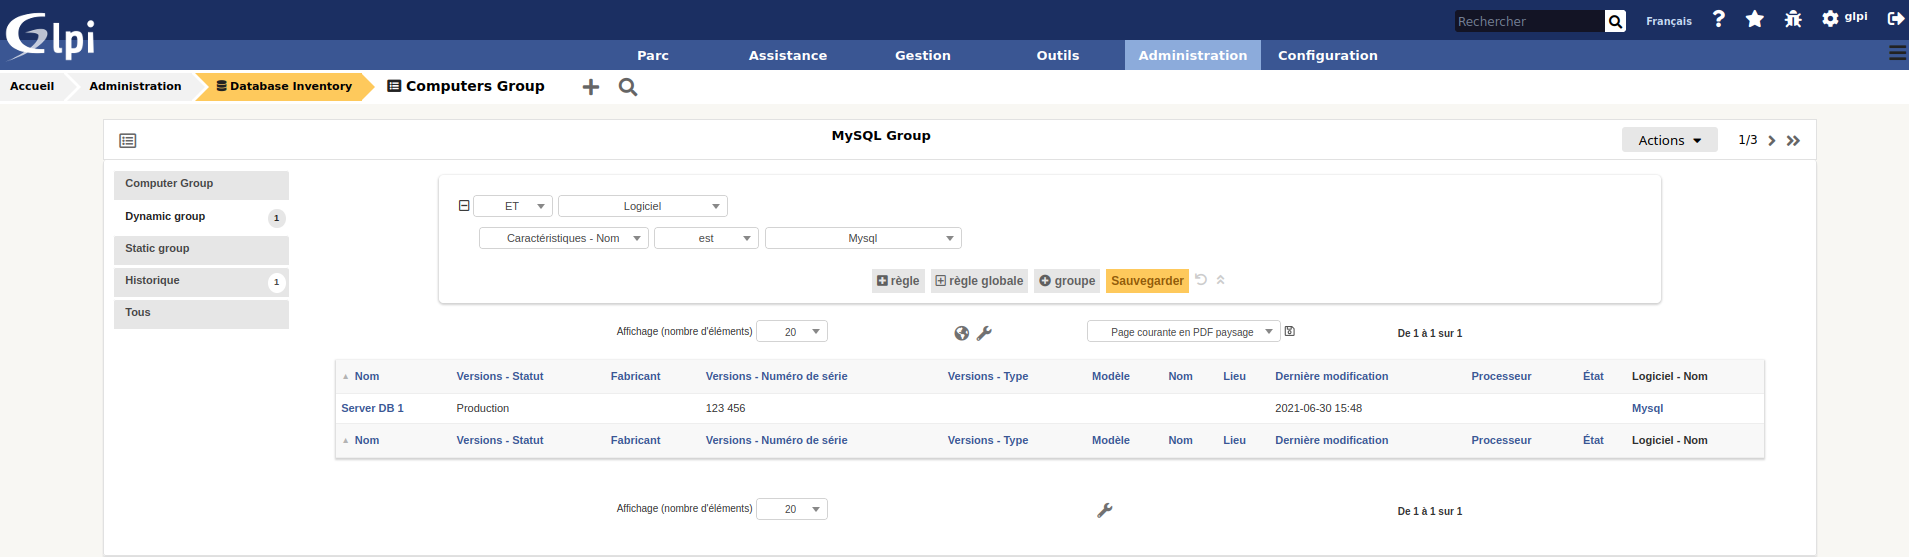 Glpi
Rechercher Français glpi
Parc Assistance Gestion Outils Administration Configuration
Accueil Administration Database Inventory Computers Group
MySQL Group
Actions 1/3
Computer Group
Dynamic group 1
Static group
Historique 1
Tous
ET Logiciel
Caractéristiques - Nom est Mysql
règle règle globale groupe Sauvegarder
Affichage (nombre d'éléments) 20 Page courante en PDF paysage De 1 à 1 sur 1
Nom Versions - Statut Fabricant Versions - Numéro de série Versions - Type Modèle Nom Lieu Dernière modification Processeur État Logiciel - Nom
Server DB 1 Production 123 456 2021-06-30 15:48 Mysql
Nom Versions - Statut Fabricant Versions - Numéro de série Versions - Type Modèle Nom Lieu Dernière modification Processeur État Logiciel - Nom
Affichage (nombre d'éléments) 20 De 1 à 1 sur 1